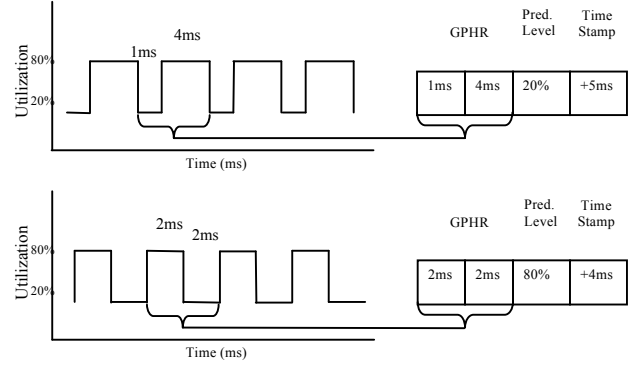 Utilization
80%
20%
1ms
4ms
Time (ms)
GPHR
Pred.
Level
Time
Stamp
1ms
4ms
20%
+5ms
Utilization
80%
20%
2ms
2ms
Time (ms)
GPHR
Pred.
Level
Time
Stamp
2ms
2ms
80%
+4ms